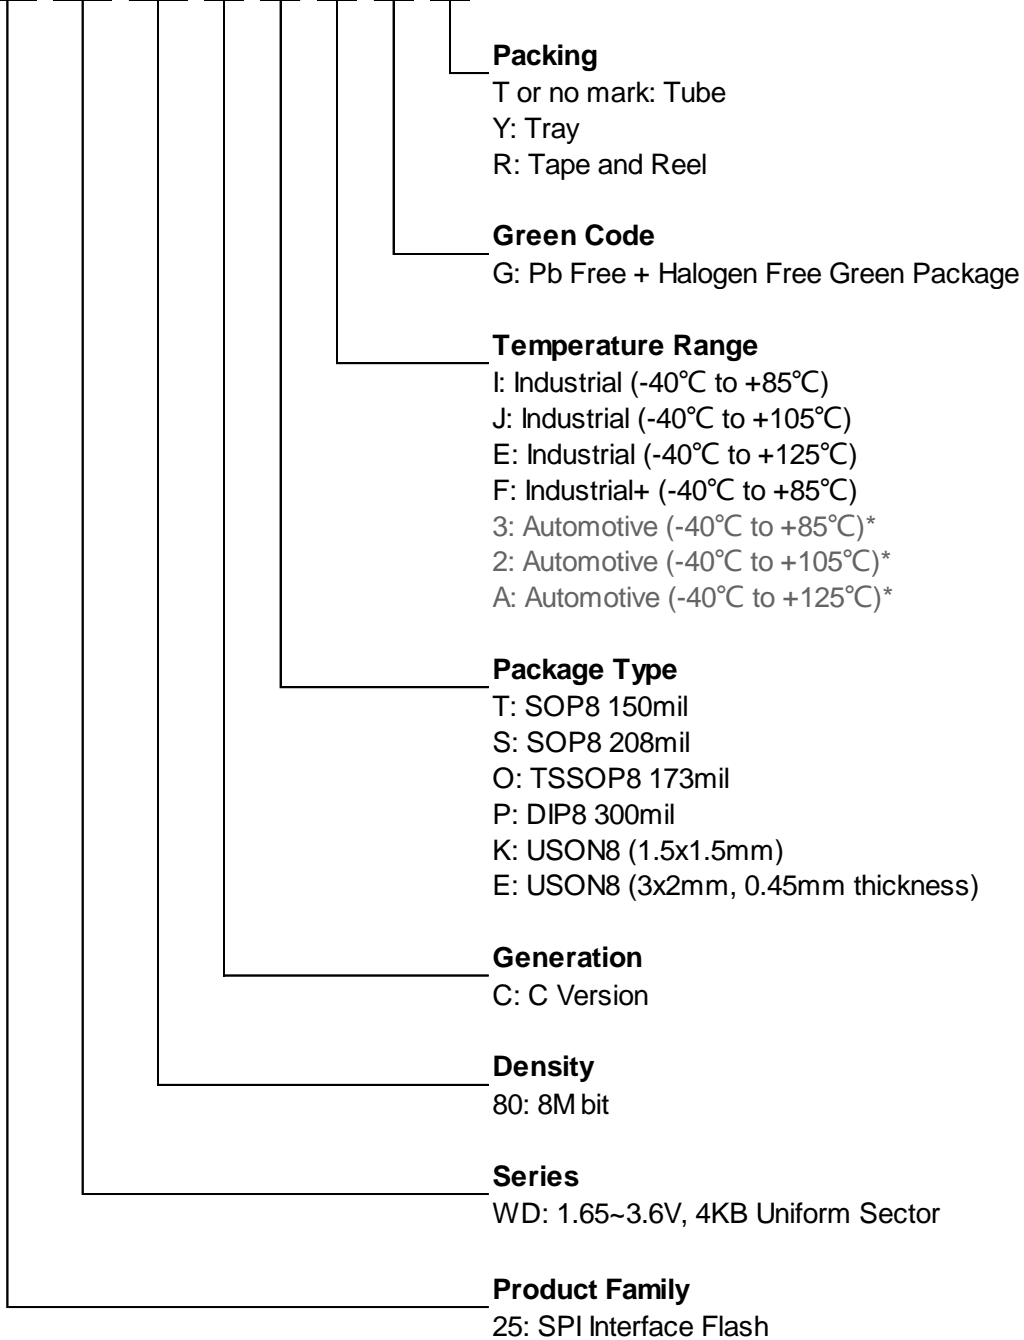 Packing
T or no mark: Tube
Y: Tray
R: Tape and Reel
Green Code
G: Pb Free + Halogen Free Green Package
Temperature Range
I: Industrial (-40℃ to +85℃)
J: Industrial (-40℃ to +105℃)
E: Industrial (-40℃ to +125℃)
F: Industrial+ (-40℃ to +85℃)
3: Automotive (-40℃ to +85℃)*
2: Automotive (-40℃ to +105℃)*
A: Automotive (-40℃ to +125℃)*
Package Type
T: SOP8 150mil
S: SOP8 208mil
O: TSSOP8 173mil
P: DIP8 300mil
K: USON8 (1.5x1.5mm)
E: USON8 (3x2mm, 0.45mm thickness)
Generation
C: C Version
Density
80: 8M bit
Series
WD: 1.65~3.6V, 4KB Uniform Sector
Product Family
25: SPI Interface Flash